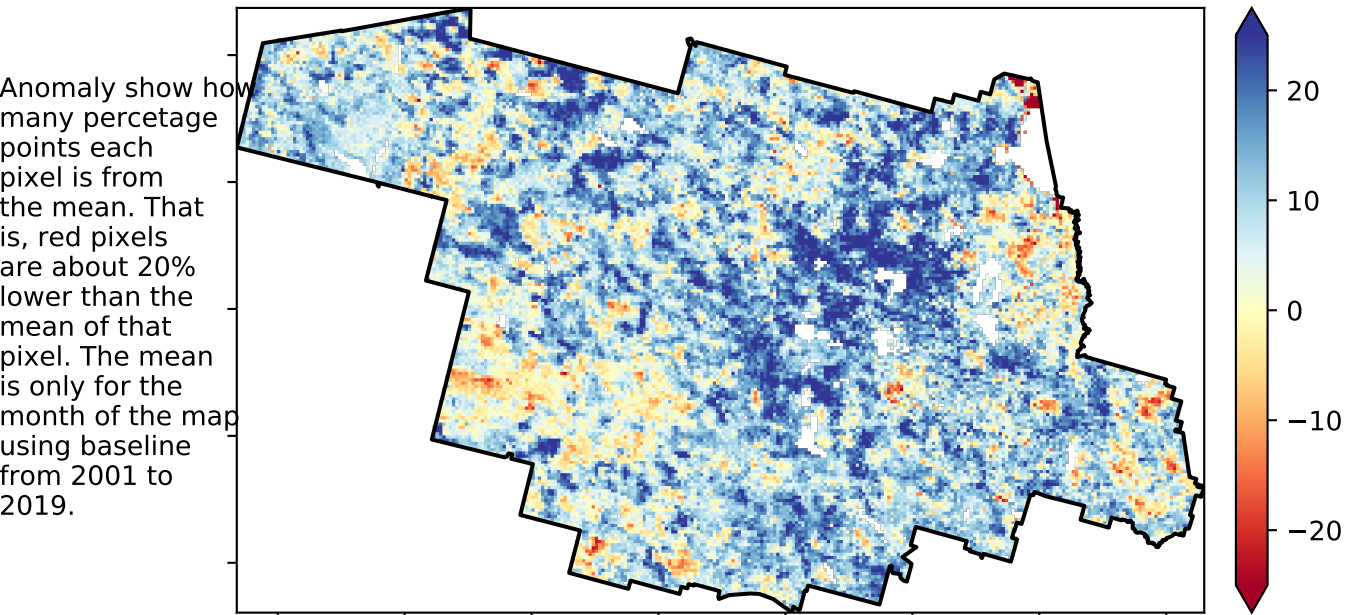 Anomaly show how
many percetage
points each
pixel is from
the mean. That
is, red pixels
are about 20%
lower than the
mean of that
pixel. The mean
is only for the
month of the map
using baseline
from 2001 to
2019.
20
10
0
−10
−20